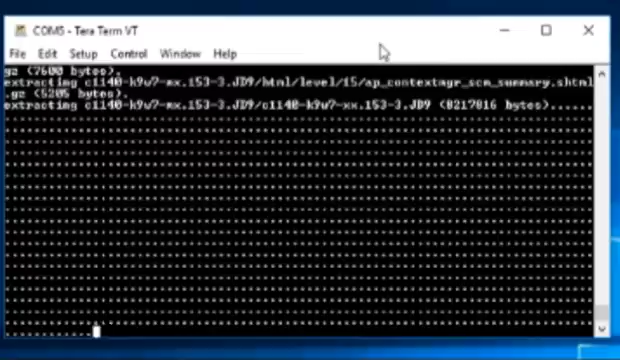 COM5 - Tera Term VT
File Edit Setup Control Window Help
gz (7600 bytes).
extracting c1140-k9w7-mx.153-3.JD9/html/level/15/ap_contextmgr_scm_summary.shtml
.gz (5205 bytes).
extracting c1140-k9w7-mx.153-3.JD9/c1140-k9w7-xx.153-3.JD9 (8217816 bytes)......